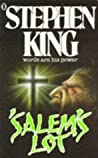 STEPHEN
KING
words are his power
'SALEM'S
LOT